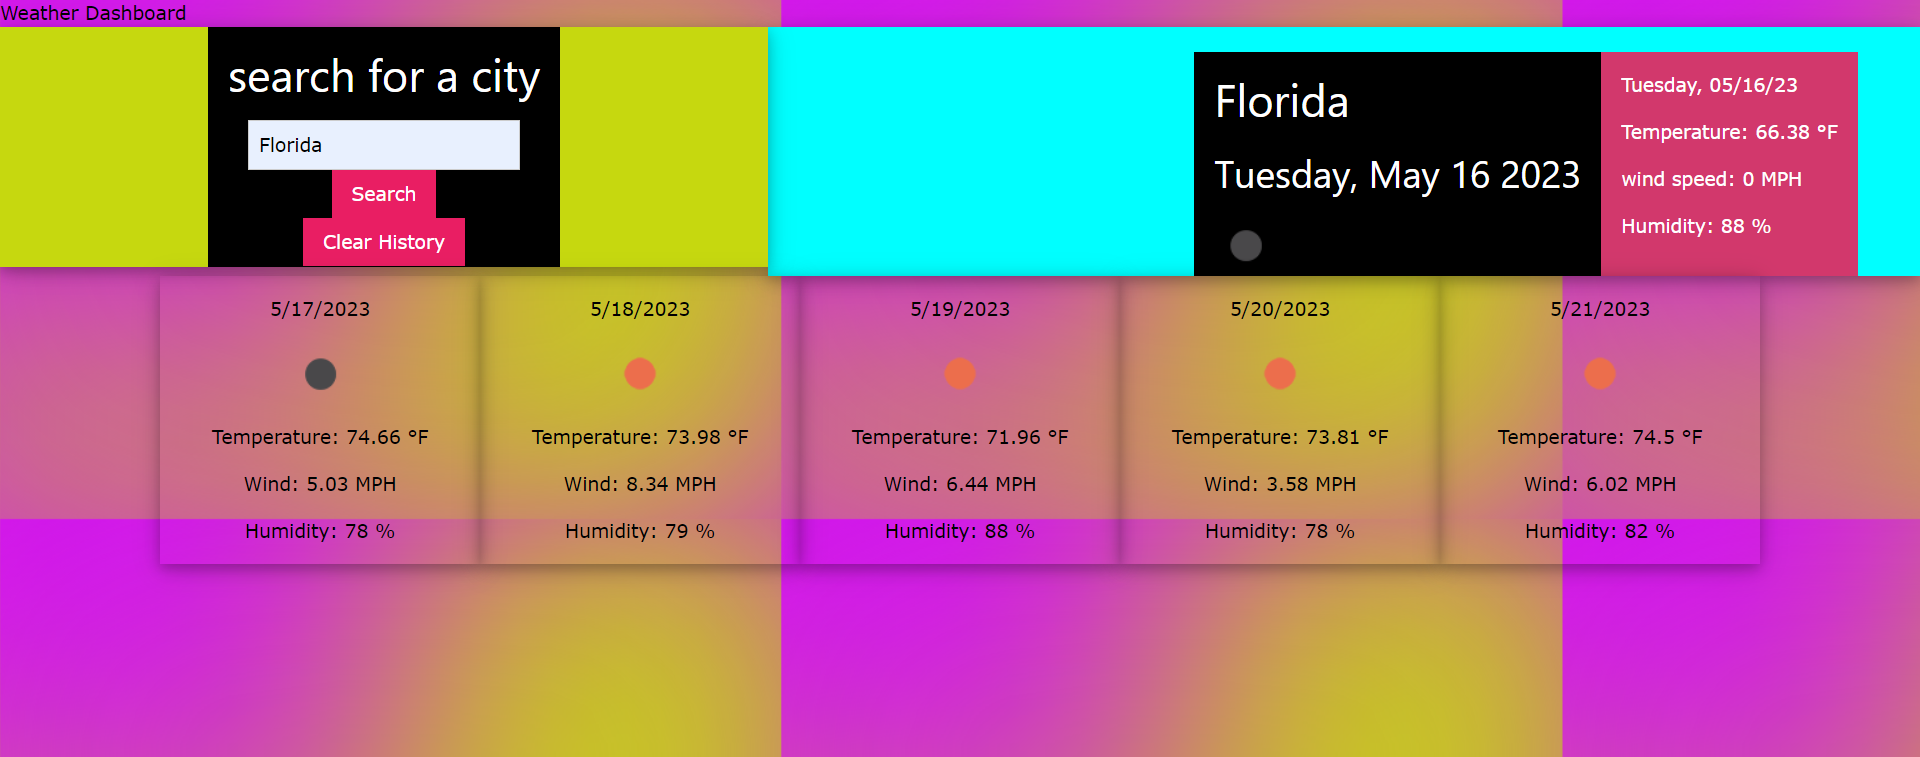 Weather Dashboard
search for a city
Florida
Search
Clear History
Florida
Tuesday, May 16 2023
Tuesday, 05/16/23
Temperature: 66.38 °F
wind speed: 0 MPH
Humidity: 88 %
5/17/2023
Temperature: 74.66 °F
Wind: 5.03 MPH
Humidity: 78 %
5/18/2023
Temperature: 73.98 °F
Wind: 8.34 MPH
Humidity: 79 %
5/19/2023
Temperature: 71.96 °F
Wind: 6.44 MPH
Humidity: 88 %
5/20/2023
Temperature: 73.81 °F
Wind: 3.58 MPH
Humidity: 78 %
5/21/2023
Temperature: 74.5 °F
Wind: 6.02 MPH
Humidity: 82 %